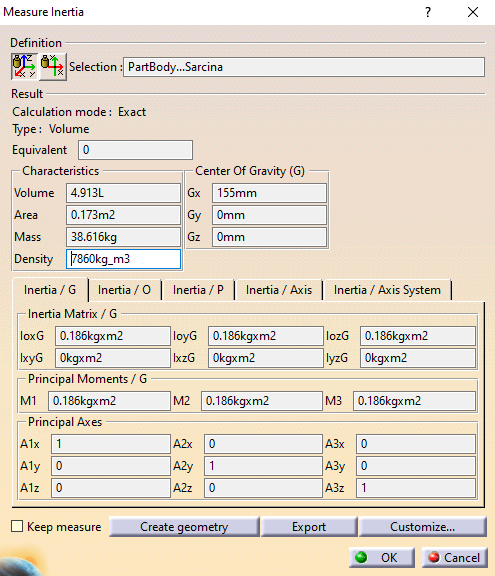 Measure Inertia ? ×
Definition
Selection : PartBody...Sarcina
Result
Calculation mode : Exact
Type : Volume
Equivalent 0
Characteristics Center Of Gravity (G)
Volume 4.913L Gx 155mm
Area 0.173m2 Gy 0mm
Mass 38.616kg Gz 0mm
Density 7860kg_m3
Inertia / G Inertia / O Inertia / P Inertia / Axis Inertia / Axis System
Inertia Matrix / G
IoxG 0.186kgxm2 IoyG 0.186kgxm2 IozG 0.186kgxm2
IxyG 0kgxm2 IxzG 0kgxm2 IyzG 0kgxm2
Principal Moments / G
M1 0.186kgxm2 M2 0.186kgxm2 M3 0.186kgxm2
Principal Axes
A1x 1 A2x 0 A3x 0
A1y 0 A2y 1 A3y 0
A1z 0 A2z 0 A3z 1
Keep measure Create geometry Export Customize...
OK Cancel